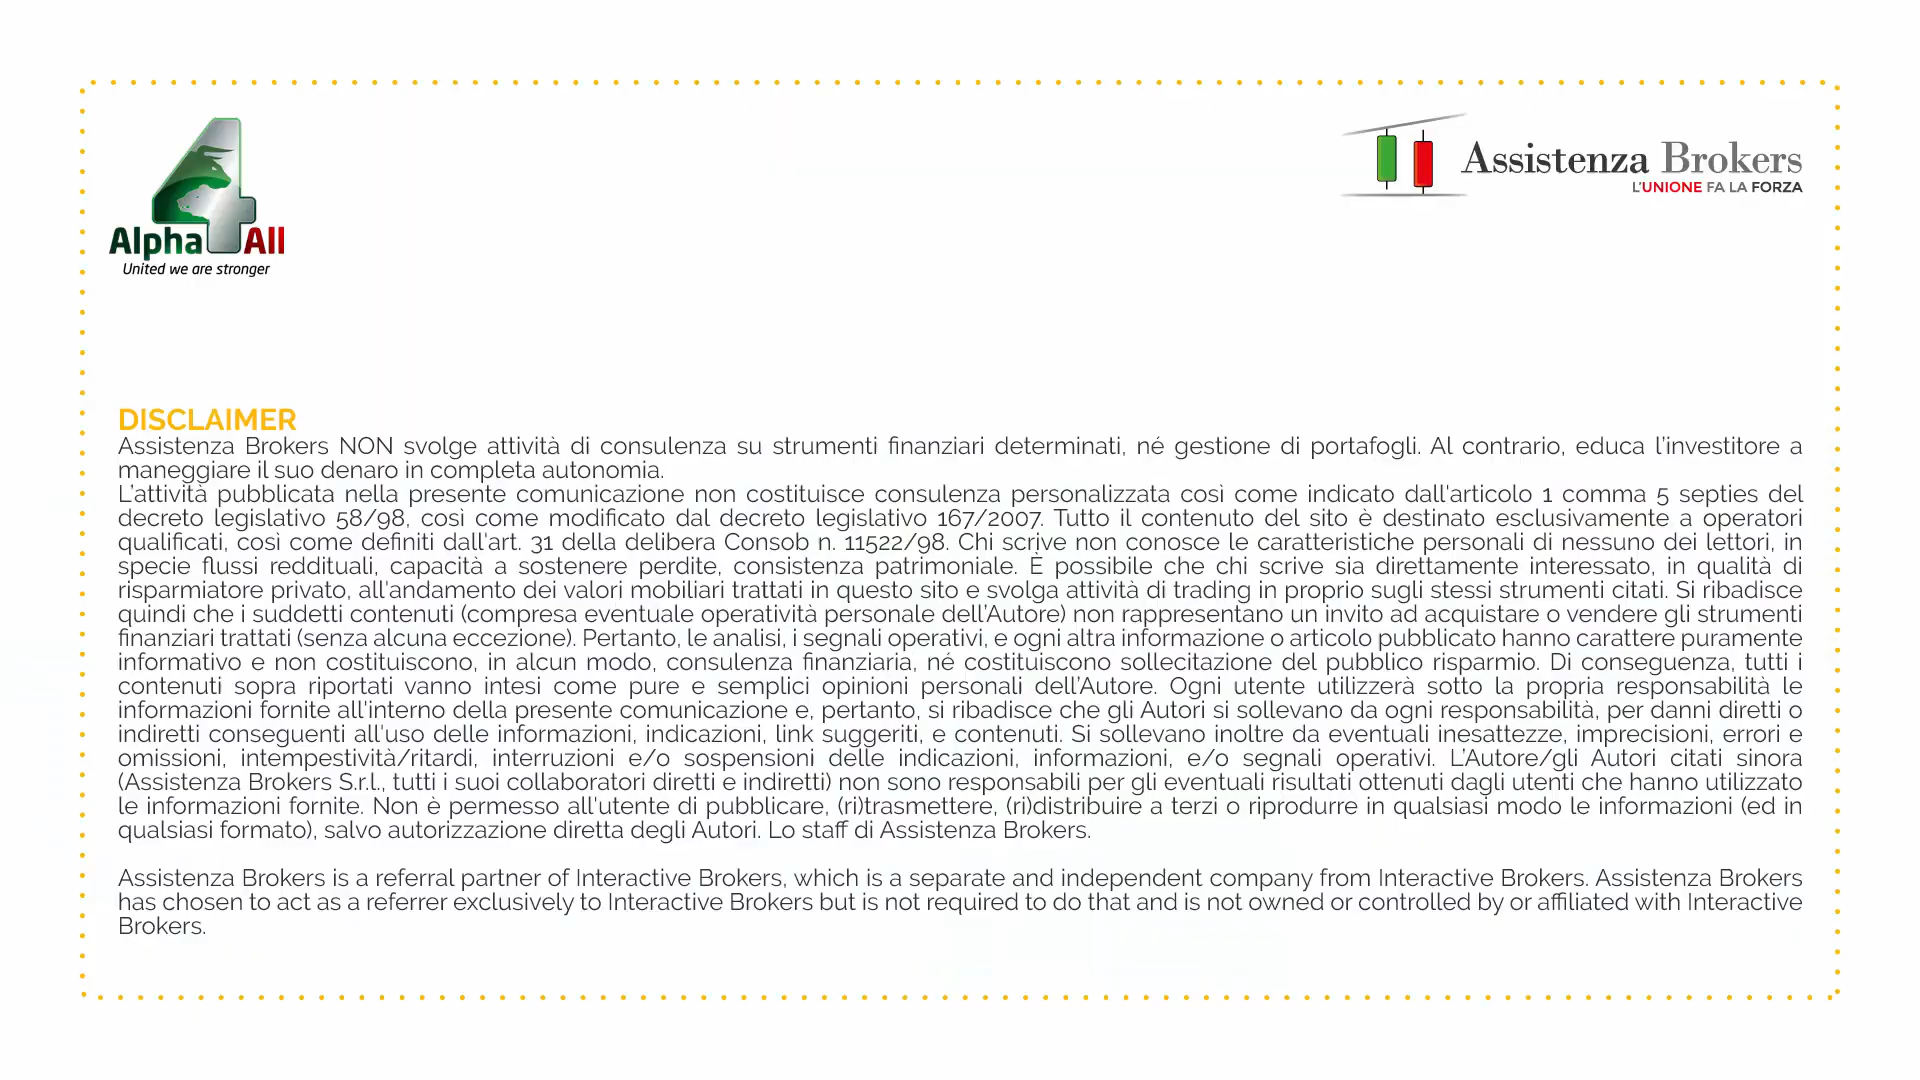 4
Alpha All
United we are stronger
Assistenza Brokers
L'UNIONE FA LA FORZA
DISCLAIMER
Assistenza Brokers NON svolge attività di consulenza su strumenti finanziari determinati, né gestione di portafogli. Al contrario, educa l’investitore a
maneggiare il suo denaro in completa autonomia.
L’attività pubblicata nella presente comunicazione non costituisce consulenza personalizzata così come indicato dall'articolo 1 comma 5 septies del
decreto legislativo 58/98, così come modificato dal decreto legislativo 167/2007. Tutto il contenuto del sito è destinato esclusivamente a operatori
qualificati, così come definiti dall'art. 31 della delibera Consob n. 11522/98. Chi scrive non conosce le caratteristiche personali di nessuno dei lettori, in
specie flussi reddituali, capacità a sostenere perdite, consistenza patrimoniale. È possibile che chi scrive sia direttamente interessato, in qualità di
risparmiatore privato, all'andamento dei valori mobiliari trattati in questo sito e svolga attività di trading in proprio sugli stessi strumenti citati. Si ribadisce
quindi che i suddetti contenuti (compresa eventuale operatività personale dell’Autore) non rappresentano un invito ad acquistare o vendere gli strumenti
finanziari trattati (senza alcuna eccezione). Pertanto, le analisi, i segnali operativi, e ogni altra informazione o articolo pubblicato hanno carattere puramente
informativo e non costituiscono, in alcun modo, consulenza finanziaria, né costituiscono sollecitazione del pubblico risparmio. Di conseguenza, tutti i
contenuti sopra riportati vanno intesi come pure e semplici opinioni personali dell’Autore. Ogni utente utilizzerà sotto la propria responsabilità le
informazioni fornite all'interno della presente comunicazione e, pertanto, si ribadisce che gli Autori si sollevano da ogni responsabilità, per danni diretti o
indiretti conseguenti all'uso delle informazioni, indicazioni, link suggeriti, e contenuti. Si sollevano inoltre da eventuali inesattezze, imprecisioni, errori e
omissioni, intempestività/ritardi, interruzioni e/o sospensioni delle indicazioni, informazioni, e/o segnali operativi. L’Autore/gli Autori citati sinora
(Assistenza Brokers S.r.l., tutti i suoi collaboratori diretti e indiretti) non sono responsabili per gli eventuali risultati ottenuti dagli utenti che hanno utilizzato
le informazioni fornite. Non è permesso all'utente di pubblicare, (ri)trasmettere, (ri)distribuire a terzi o riprodurre in qualsiasi modo le informazioni (ed in
qualsiasi formato), salvo autorizzazione diretta degli Autori. Lo staff di Assistenza Brokers.
Assistenza Brokers is a referral partner of Interactive Brokers, which is a separate and independent company from Interactive Brokers. Assistenza Brokers
has chosen to act as a referrer exclusively to Interactive Brokers but is not required to do that and is not owned or controlled by or affiliated with Interactive
Brokers.